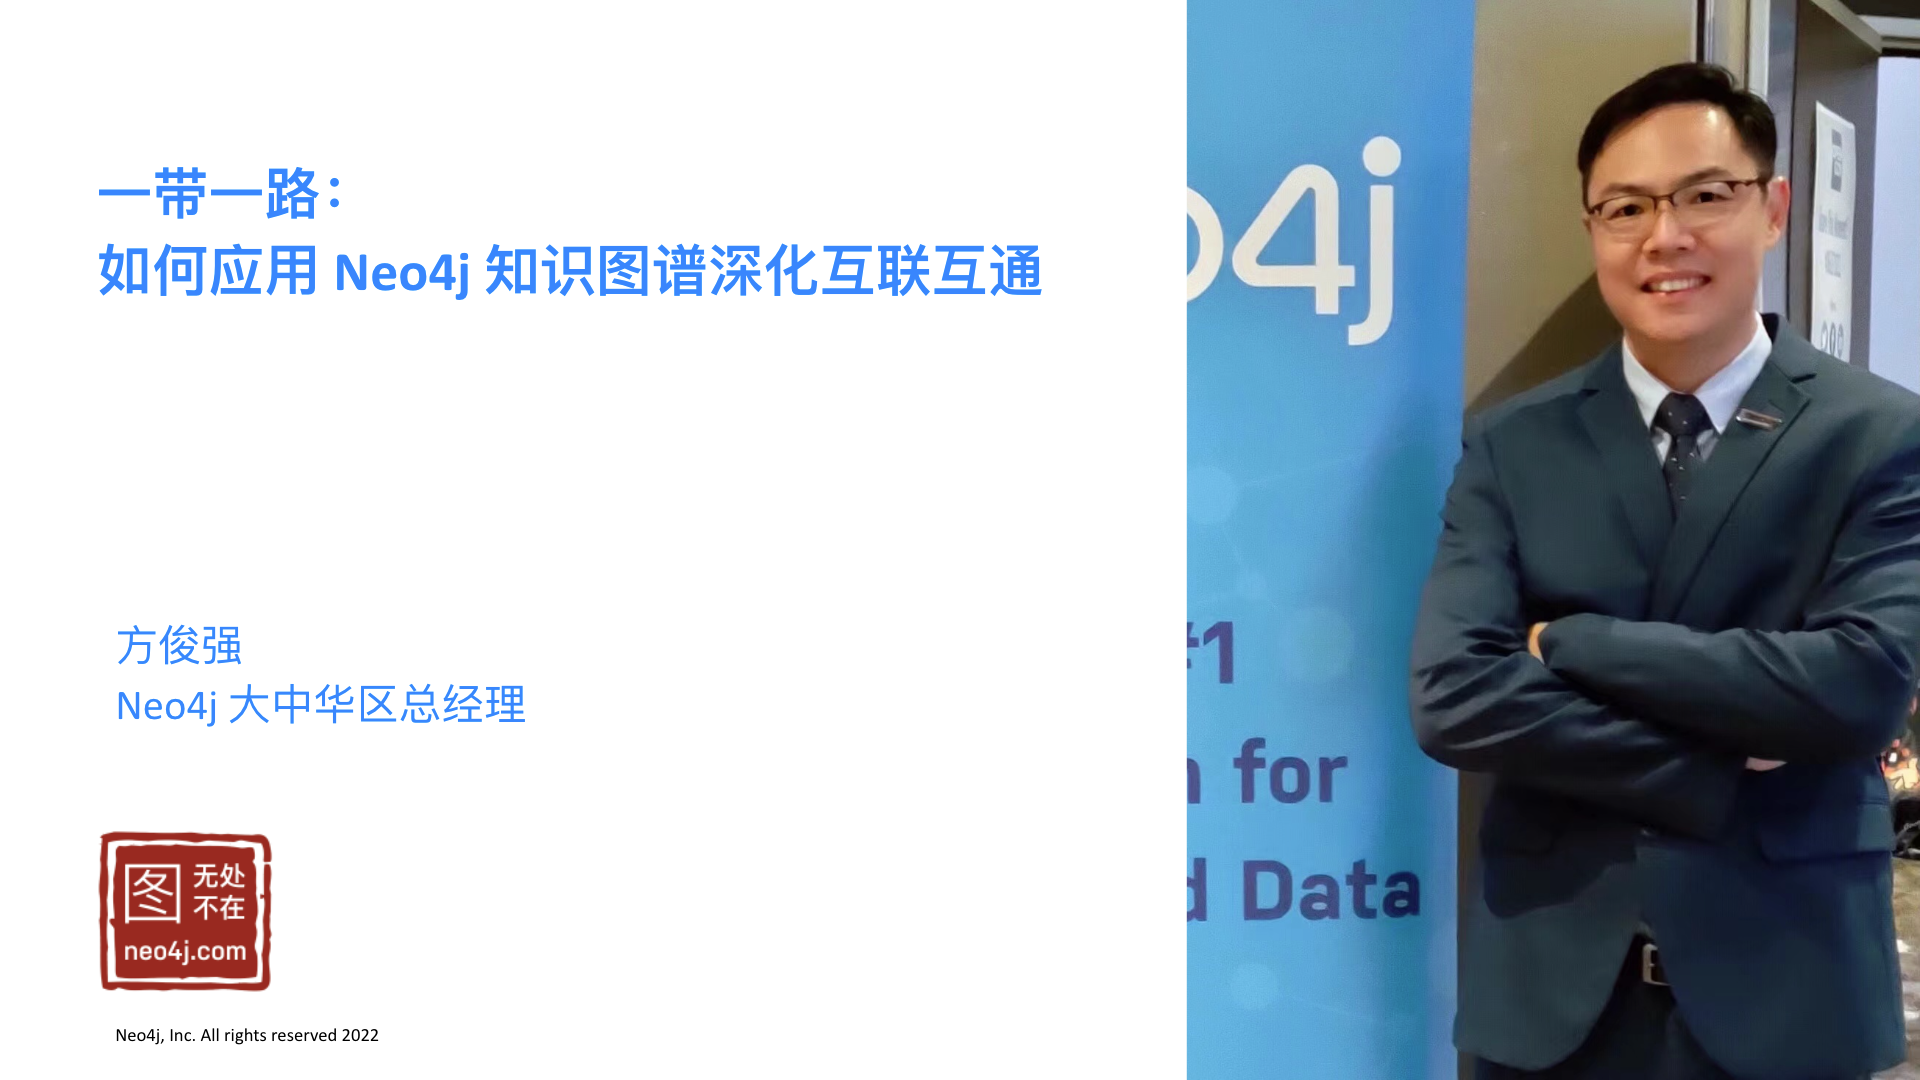 一带一路：
如何应用 Neo4j 知识图谱深化互联互通
方俊强
Neo4j 大中华区总经理
图 无处
不在
neo4j.com
Neo4j, Inc. All rights reserved 2022
o4j
#1
n for
d Data